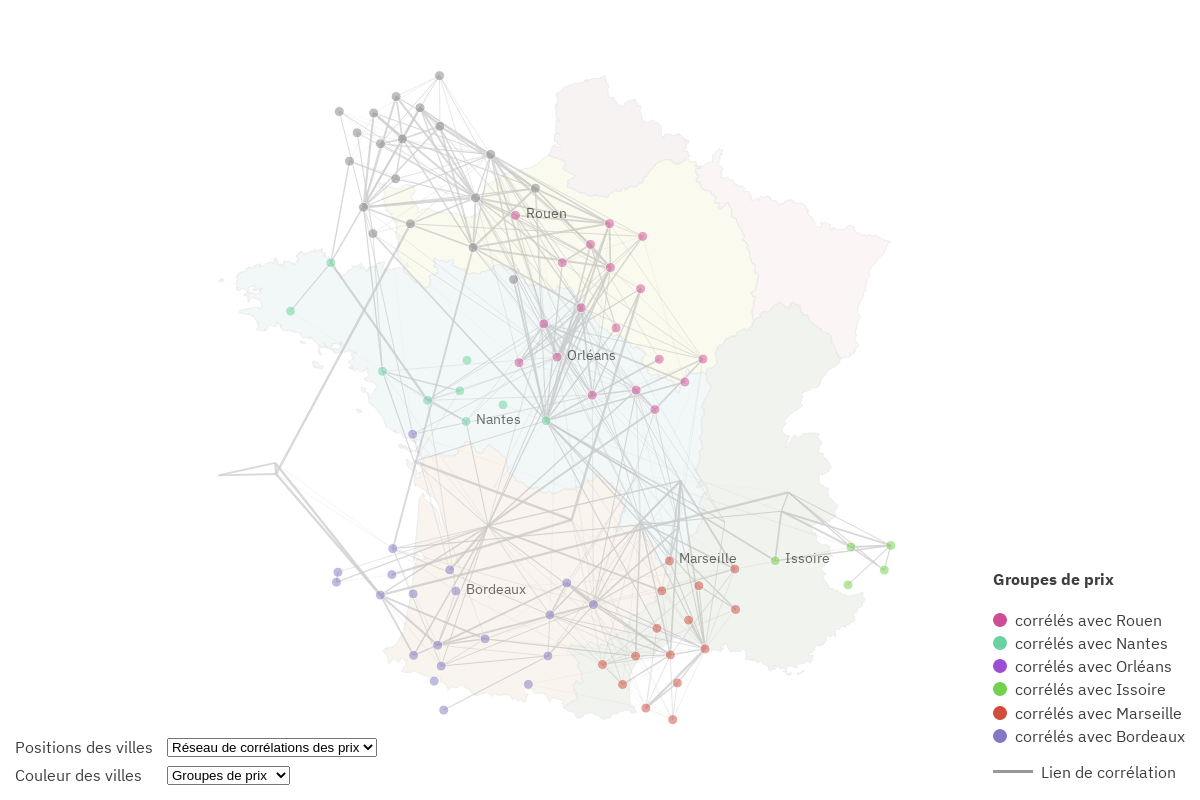 Rouen
Orléans
Nantes
Marseille
Issoire
Bordeaux
Groupes de prix
corrélés avec Rouen
corrélés avec Nantes
corrélés avec Orléans
corrélés avec Issoire
corrélés avec Marseille
corrélés avec Bordeaux
Lien de corrélation
Positions des villes Réseau de corrélations des prix
Couleur des villes Groupes de prix